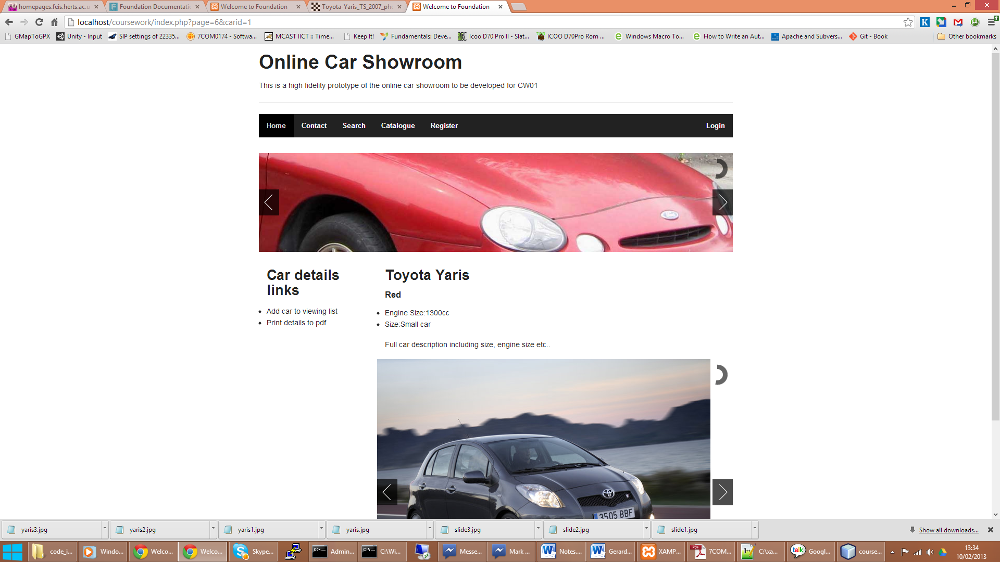 homepages.feis.herts.ac.u
Foundation Documentatio
Welcome to Foundation
Toyota-Yaris_TS_2007_pho
Welcome to Foundation
localhost/coursework/index.php?page=6&carid=1
GMapToGPX
Unity - Input
SIP settings of 22335...
7COM0174 - Softwa...
MCAST IICT :: Time...
Keep It!
Fundamentals: Deve...
Icoo D70 Pro II - Slat...
ICOO D70Pro Rom ...
Windows Macro To...
How to Write an Aut...
Apache and Subvers...
Git - Book
Other bookmarks
Online Car Showroom
This is a high fidelity prototype of the online car showroom to be developed for CW01
Home
Contact
Search
Catalogue
Register
Login
Car details
links
Add car to viewing list
Print details to pdf
Toyota Yaris
Red
Engine Size:1300cc
Size:Small car
Full car description including size, engine size etc..
3505 BBF
yaris3.jpg
yaris2.jpg
yaris1.jpg
yaris.jpg
slide3.jpg
slide2.jpg
slide1.jpg
Show all downloads...
code_i...
Windo...
Welco...
Welco...
Skype...
Admin...
C:\Wi...
Messe...
Mark ...
Notes....
Gerard...
XAMP...
7COM...
C:\xa...
Googl...
course...
13:34
10/02/2013